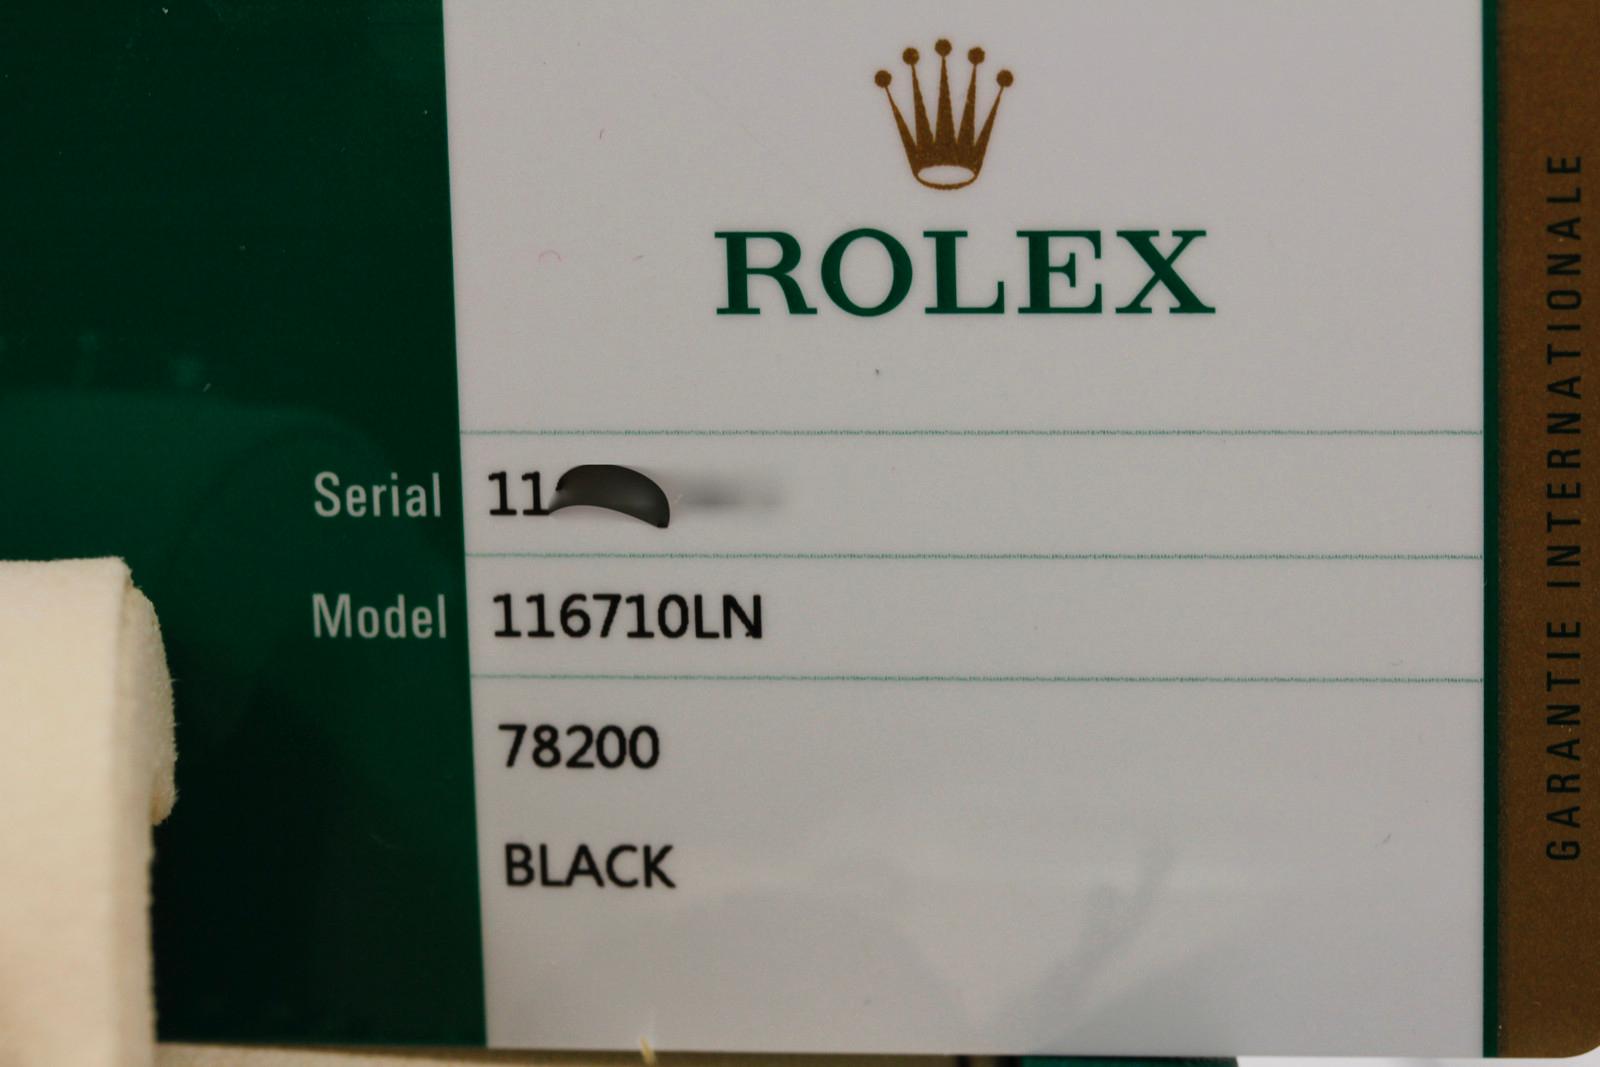 ROLEX
Serial 11
Model 116710LN
78200
BLACK
GARANTIE INTERNATIONALE